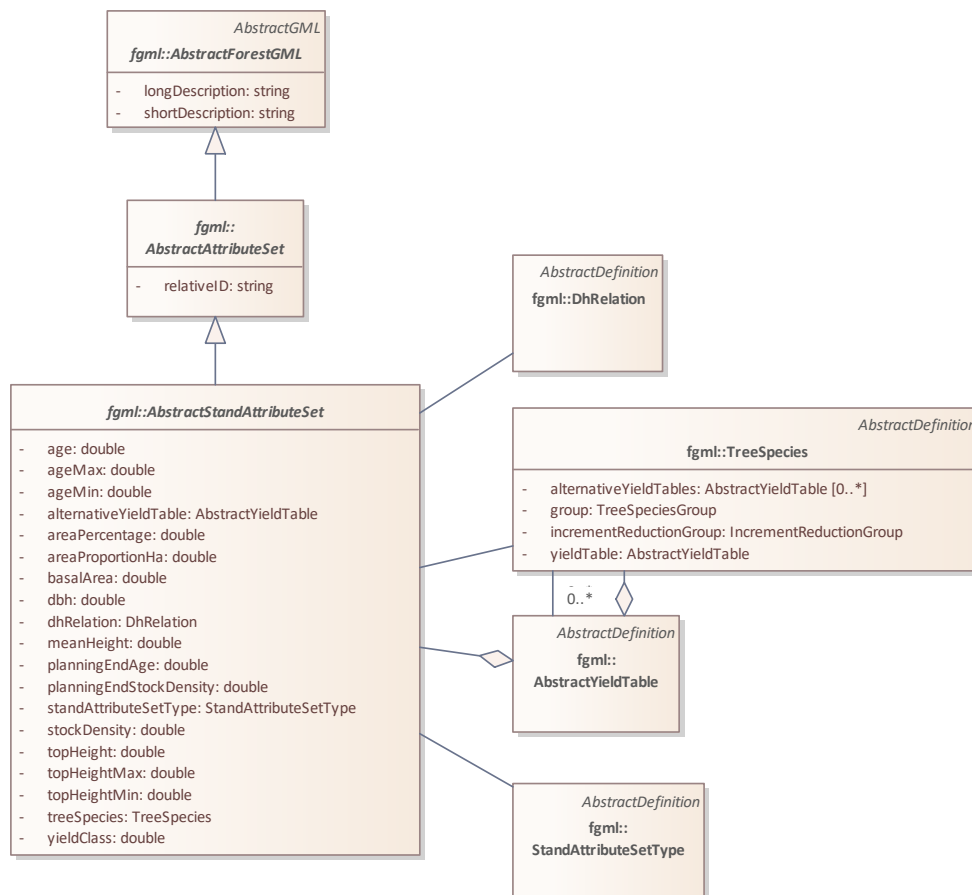 AbstractGML
fgml::AbstractForestGML
- longDescription: string
- shortDescription: string
fgml::
AbstractAttributeSet
- relativeID: string
AbstractDefinition
fgml::DhRelation
fgml::AbstractStandAttributeSet
- age: double
- ageMax: double
- ageMin: double
- alternativeYieldTable: AbstractYieldTable
- areaPercentage: double
- areaProportionHa: double
- basalArea: double
- dbh: double
- dhRelation: DhRelation
- meanHeight: double
- planningEndAge: double
- planningEndStockDensity: double
- standAttributeSetType: StandAttributeSetType
- stockDensity: double
- topHeight: double
- topHeightMax: double
- topHeightMin: double
- treeSpecies: TreeSpecies
- yieldClass: double
AbstractDefinition
fgml::TreeSpecies
- alternativeYieldTables: AbstractYieldTable [0..*]
- group: TreeSpeciesGroup
- incrementReductionGroup: IncrementReductionGroup
- yieldTable: AbstractYieldTable
0..*
AbstractDefinition
fgml::
AbstractYieldTable
AbstractDefinition
fgml::
StandAttributeSetType